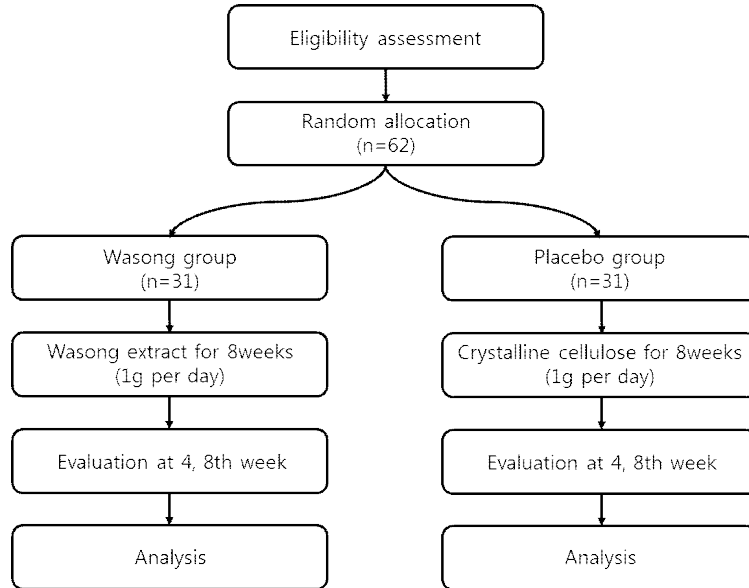 Eligibility assessment
Random allocation
(n=62)
Wasong group
(n=31)
Placebo group
(n=31)
Wasong extract for 8weeks
(1g per day)
Crystalline cellulose for 8weeks
(1g per day)
Evaluation at 4, 8th week
Evaluation at 4, 8th week
Analysis
Analysis